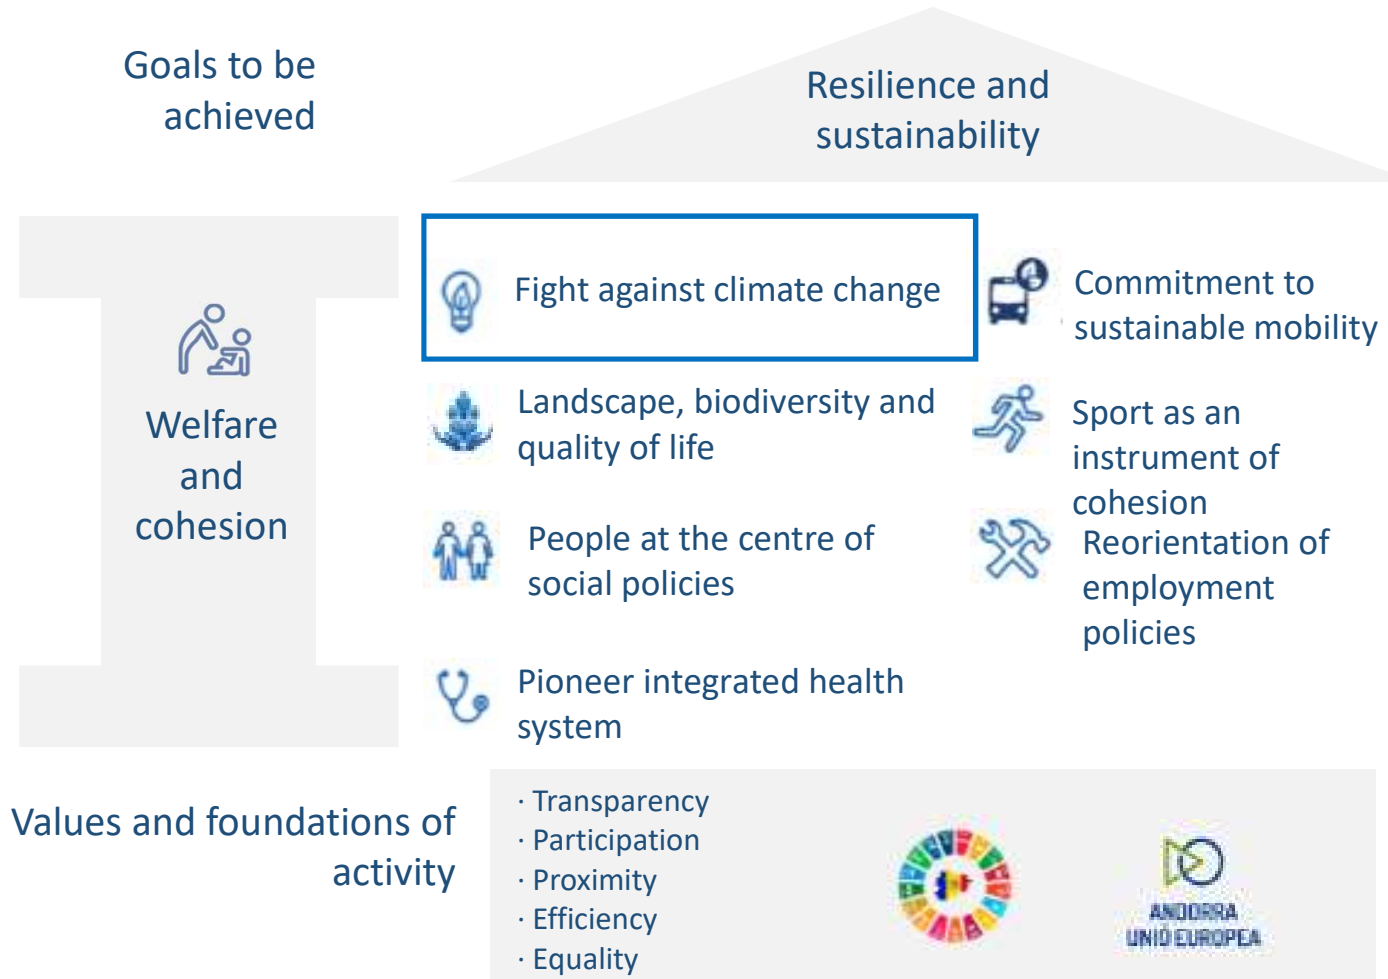 Goals to be
achieved
Resilience and
sustainability
Welfare
and
cohesion
Fight against climate change
Commitment to
sustainable mobility
Landscape, biodiversity and
quality of life
Sport as an
instrument of
cohesion
People at the centre of
social policies
Reorientation of
employment
policies
Pioneer integrated health
system
Values and foundations of
activity
· Transparency
· Participation
· Proximity
· Efficiency
· Equality
ANDORRA
UNIÓ EUROPEA